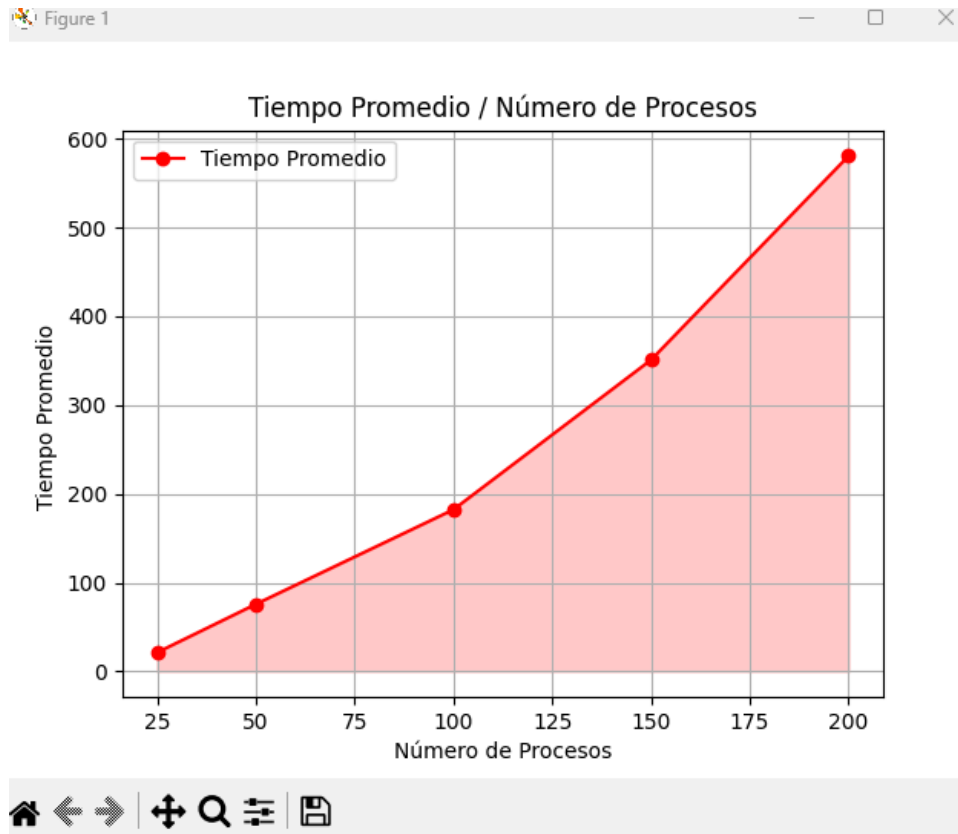 Figure 1
Tiempo Promedio / Número de Procesos
Tiempo Promedio
600
500
400
300
200
100
0
Tiempo Promedio
25 50 75 100 125 150 175 200
Número de Procesos